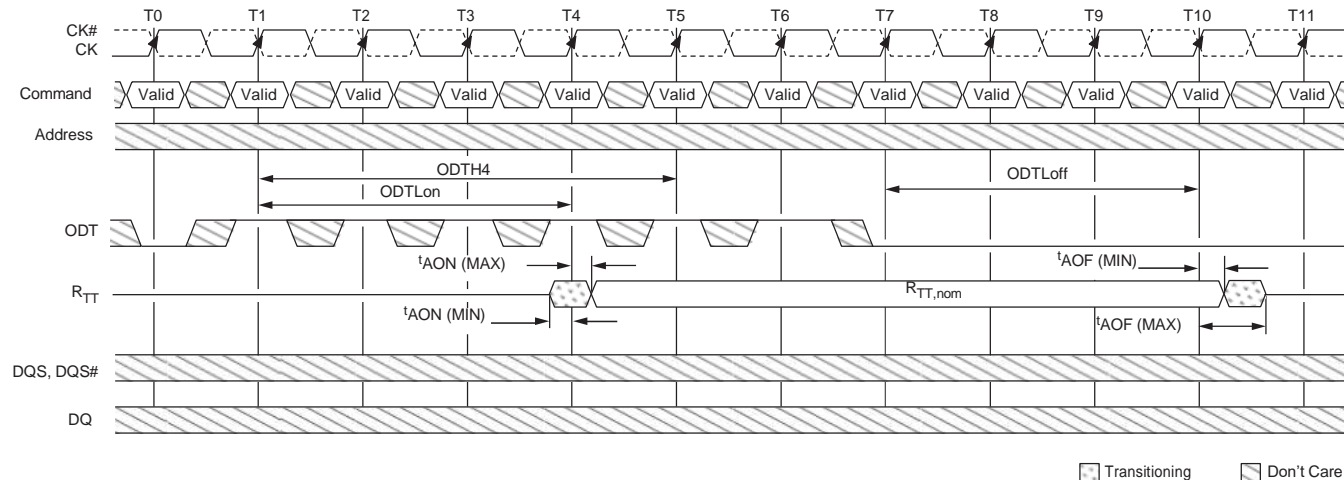 T0 T1 T2 T3 T4 T5 T6 T7 T8 T9 T10 T11
CK#
CK
Command Valid Valid Valid Valid Valid Valid Valid Valid Valid Valid Valid Valid
Address
ODTH4
ODTLon
ODTLoff
ODT
tAON (MAX)
tAOF (MIN)
RTT
RTT,nom
tAON (MIN)
tAOF (MAX)
DQS, DQS#
DQ
Transitioning Don't Care